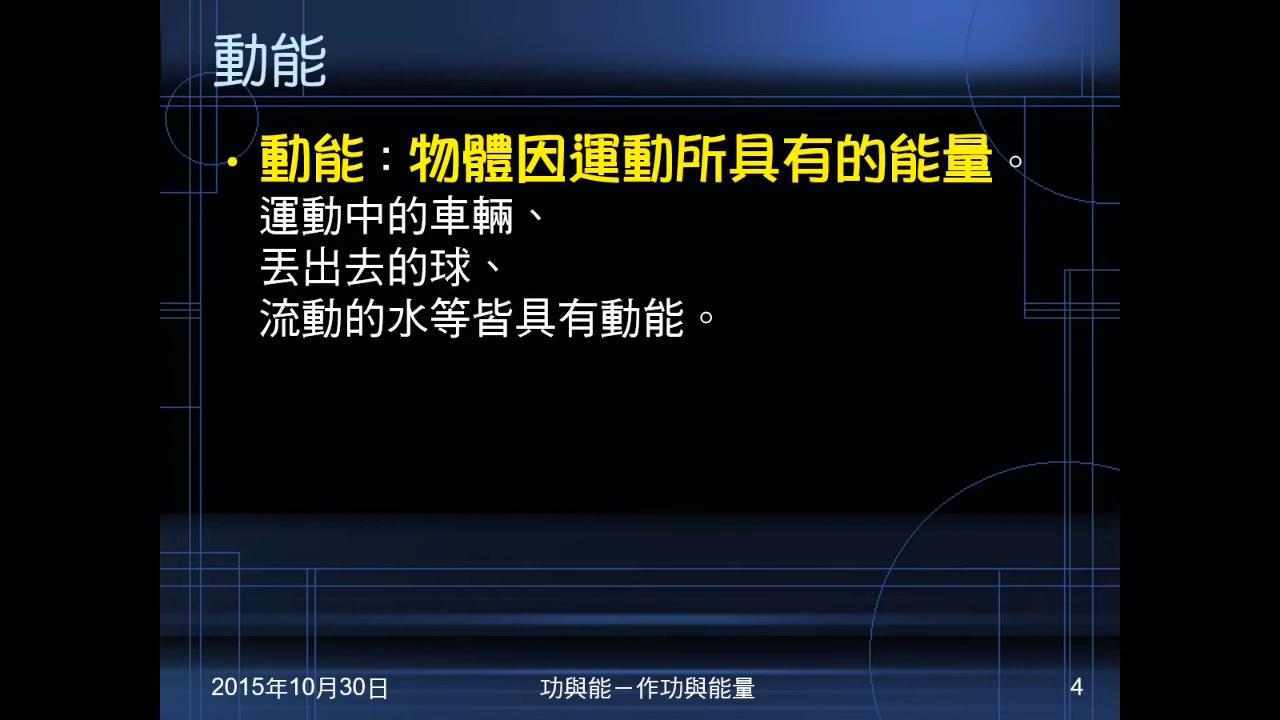 動能
• 動能：物體因運動所具有的能量。
運動中的車輛、
丟出去的球、
流動的水等皆具有動能。
2015年10月30日
功與能－作功與能量
4